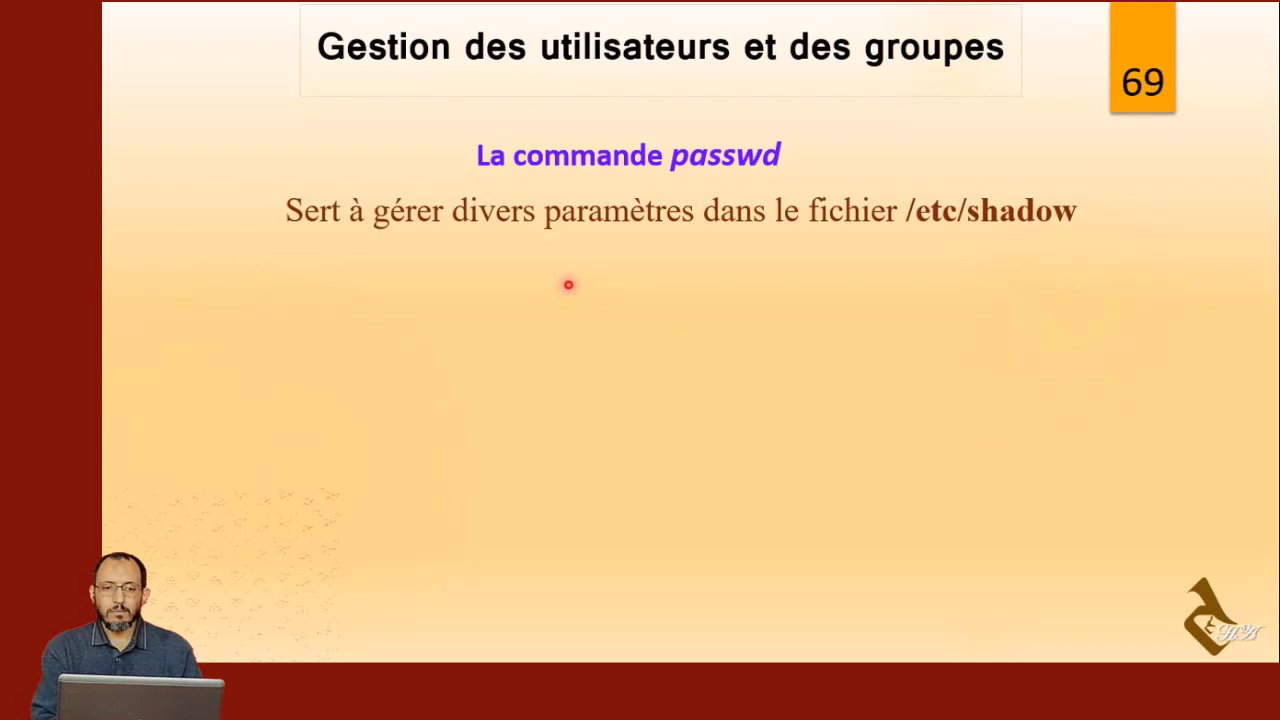 Gestion des utilisateurs et des groupes
69
La commande passwd
Sert à gérer divers paramètres dans le fichier /etc/shadow